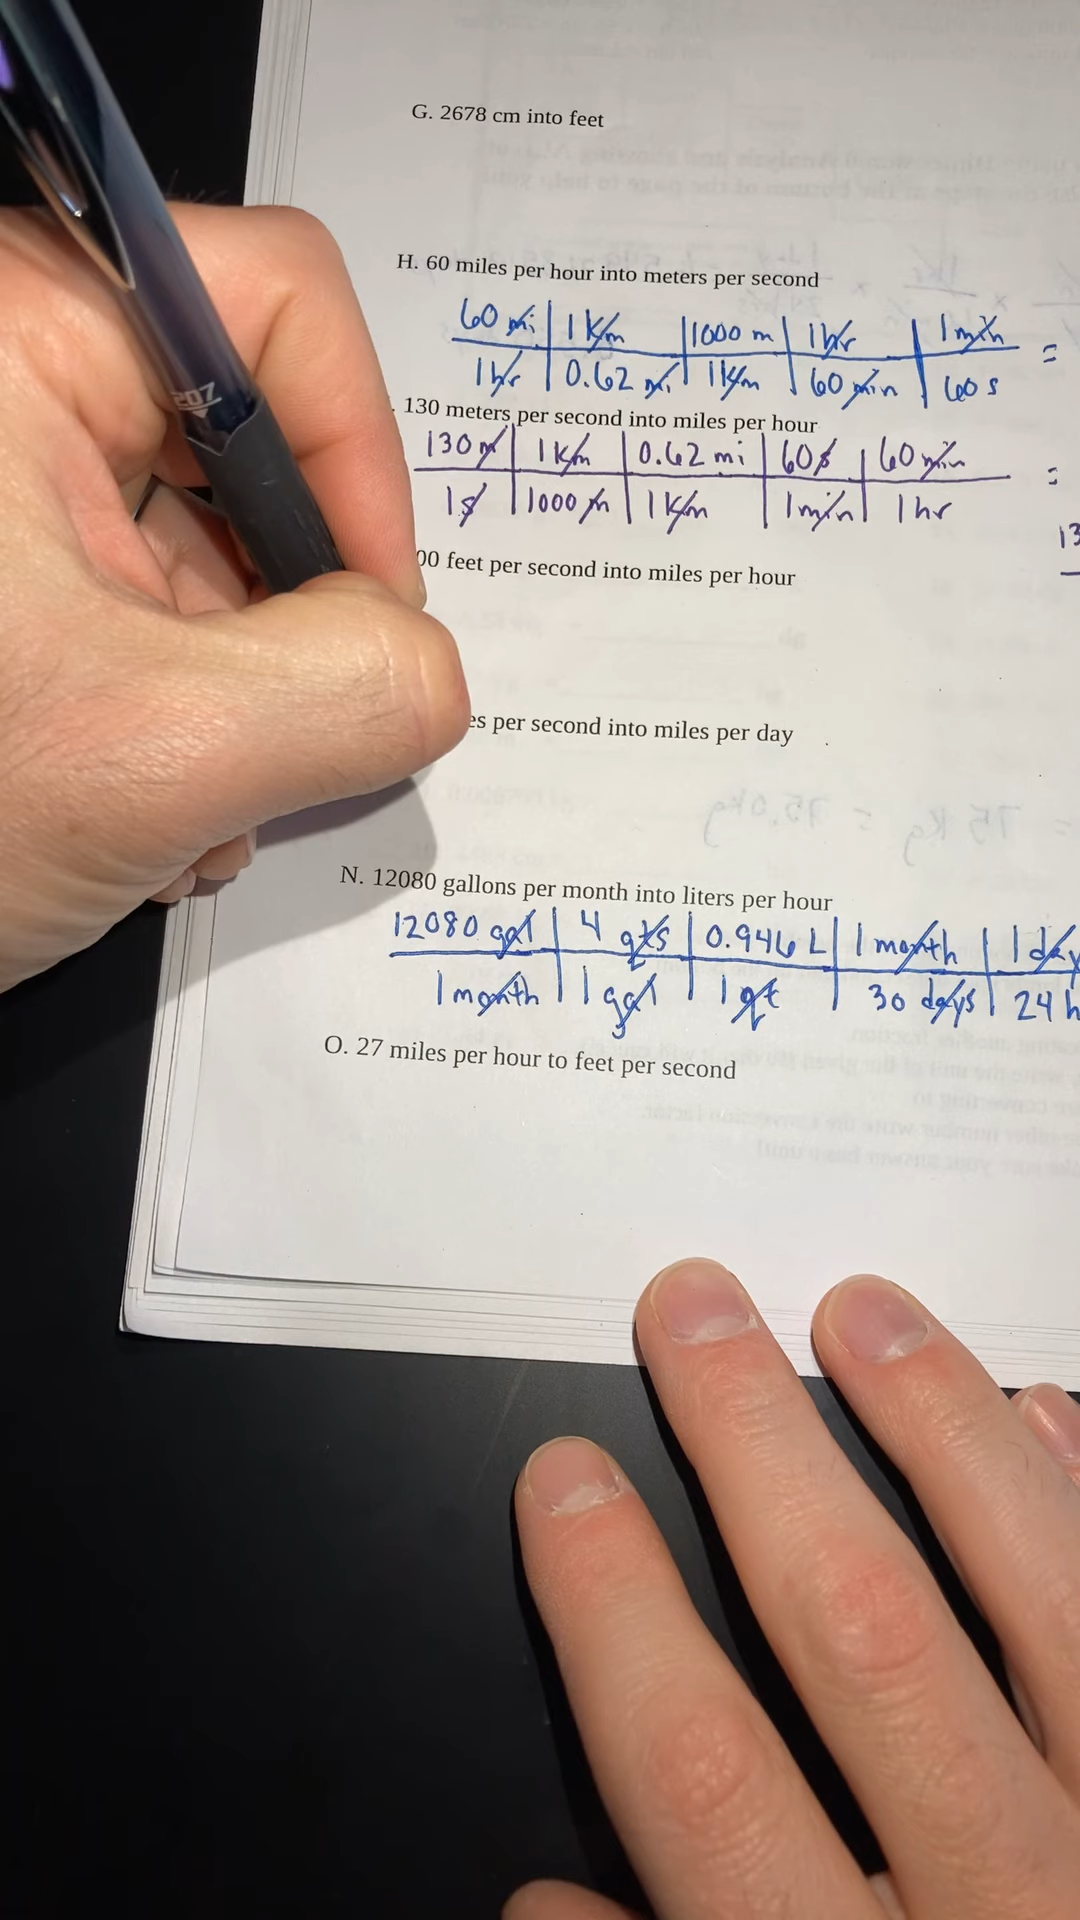 G. 2678 cm into feet
H. 60 miles per hour into meters per second
60 mi | 1 km | 1000 m | 1 hr | 1 min =
1 hr | 0.62 mi | 1 km | 60 min | 60 s
. 130 meters per second into miles per hour
130 m | 1 km | 0.62 mi | 60 s | 60 min =
1 s | 1000 m | 1 km | 1 min | 1 hr
13
00 feet per second into miles per hour
es per second into miles per day
N. 12080 gallons per month into liters per hour
12080 gal | 4 qts | 0.946 L | 1 month | 1 day
1 month | 1 gal | 1 qt | 30 days | 24 h
O. 27 miles per hour to feet per second
207